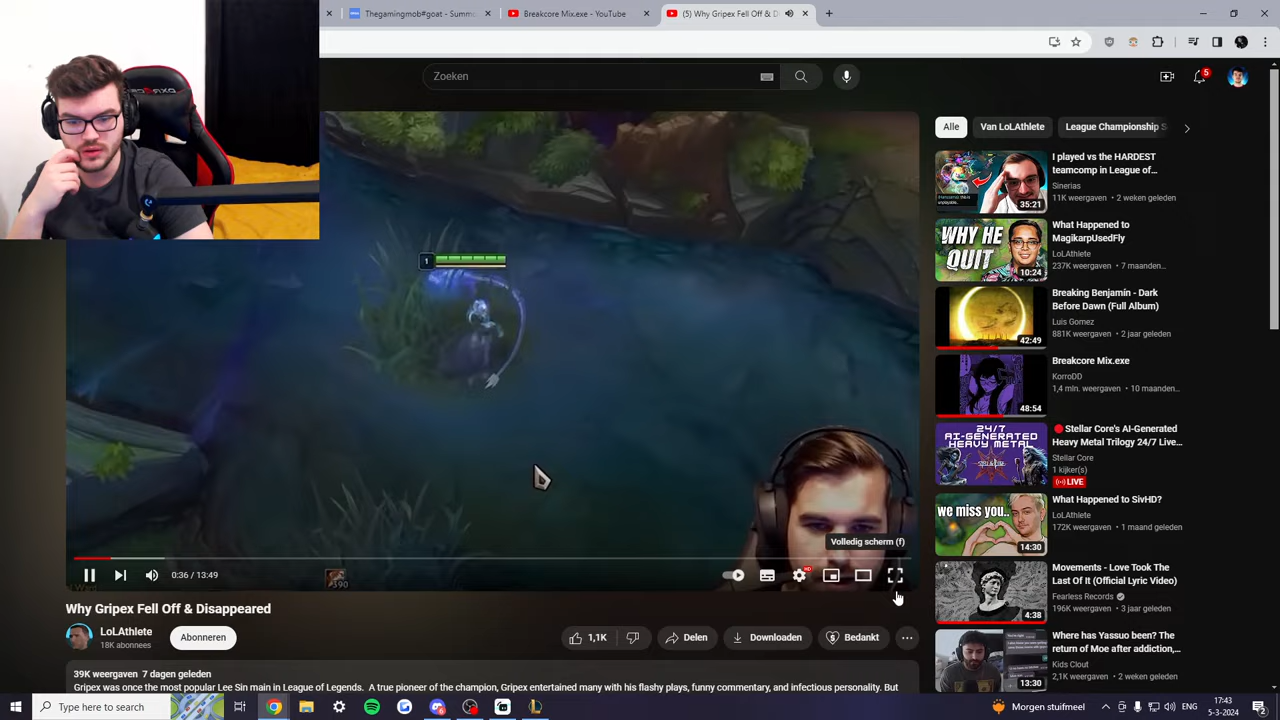 Thegamingmob#goat - Summ
Breakcore Mix.exe - YouTube
(5) Why Gripex Fell Off & D
Zoeken
5
Alle
Van LoLAthlete
League Championship S
I played vs the HARDEST
teamcomp in League of…
Sinerias
11K weergaven • 2 weken geleden
35:21
WHY HE
QUIT
10:24
What Happened to
MagikarpUsedFly
LoLAthlete
237K weergaven • 7 maanden…
Breaking Benjamin - Dark
Before Dawn (Full Album)
Luis Gomez
881K weergaven • 2 jaar geleden
42:49
Breakcore Mix.exe
KorroDD
1,4 mln. weergaven • 10 maanden…
48:54
24/7
AI-GENERATED
HEAVY METAL
Stellar Core's AI-Generated
Heavy Metal Trilogy 24/7 Live…
Stellar Core
1 kijker(s)
LIVE
we miss you..
14:30
What Happened to SivHD?
LoLAthlete
172K weergaven • 1 maand geleden
Movements - Love Took The
Last Of It (Official Lyric Video)
Fearless Records
196K weergaven • 3 jaar geleden
4:38
Where has Yassuo been? The
return of Moe after addiction,…
Kids Clout
2,1K weergaven • 2 weken geleden
13:30
1
Volledig scherm (f)
0:36 / 13:49
HD
590
Why Gripex Fell Off & Disappeared
LoLAthlete
18K abonnees
Abonneren
1,1K
Delen
Downloaden
Bedankt
39K weergaven 7 dagen geleden
Gripex was once the most popular Lee Sin main in League of Legends. A true pioneer of the champion, Gripex entertained many of his fans with flashy plays, funny moments, and infectious personality.
Type here to search
Morgen stuifmeel!
ENG
17:43
5-3-2024
2